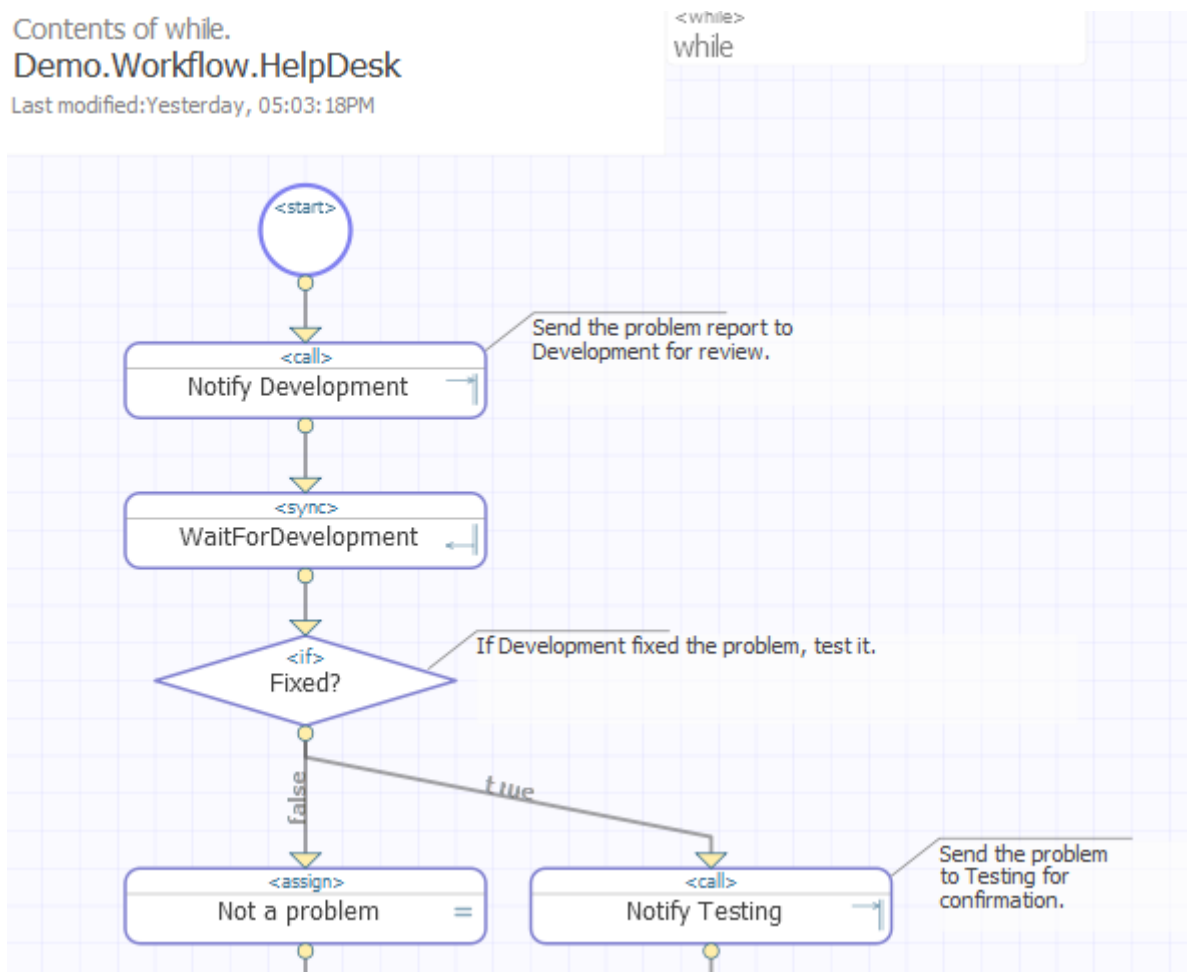 Contents of while.
Demo.Workflow.HelpDesk
Last modified:Yesterday, 05:03:18PM
<while>
while
<start>
<call>
Notify Development
Send the problem report to
Development for review.
<sync>
WaitForDevelopment
<if>
Fixed?
If Development fixed the problem, test it.
false
true
<assign>
Not a problem
=
<call>
Notify Testing
Send the problem
to Testing for
confirmation.